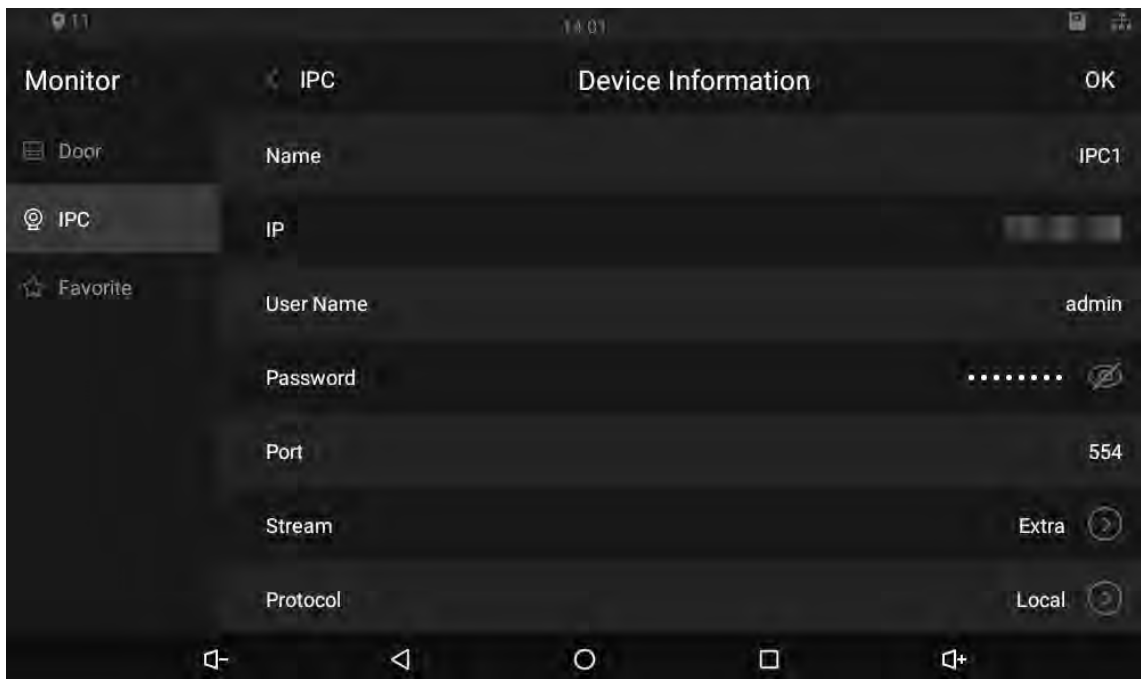 11
14:01
Monitor
IPC
Device Information
OK
Door
Name
IPC1
IPC
IP
User Name
admin
Favorite
Password
••••••••
Port
554
Stream
Extra
Protocol
Local